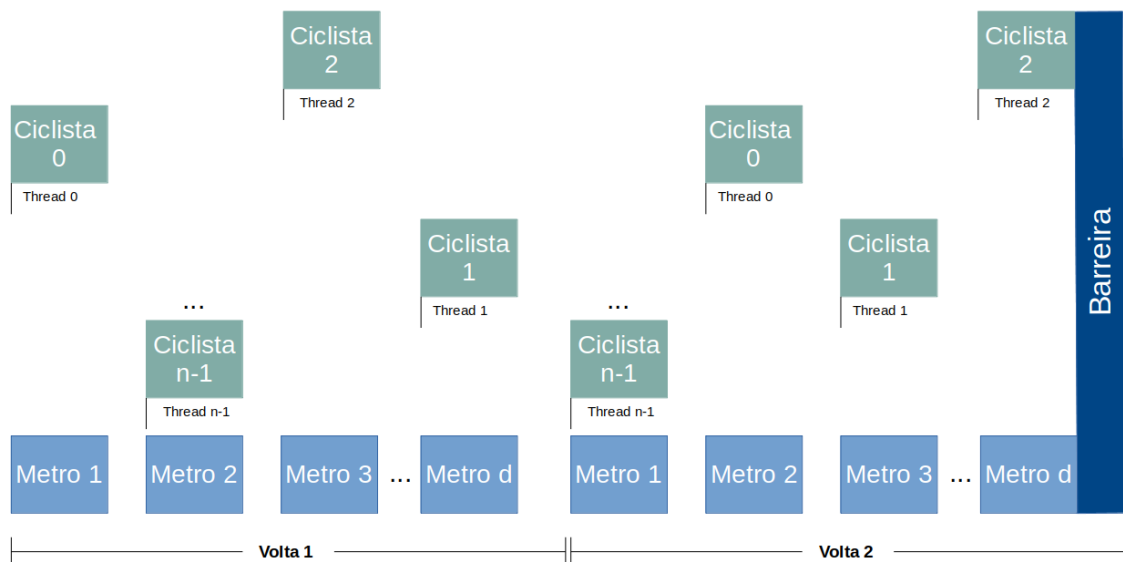 Ciclista
2
Thread 2
Ciclista
2
Thread 2
Ciclista
0
Thread 0
Ciclista
0
Thread 0
Ciclista
1
Thread 1
Ciclista
1
Thread 1
...
Ciclista
n-1
Thread n-1
...
Ciclista
n-1
Thread n-1
Barreira
Metro 1
Metro 2
Metro 3
...
Metro d
Metro 1
Metro 2
Metro 3
...
Metro d
Volta 1
Volta 2